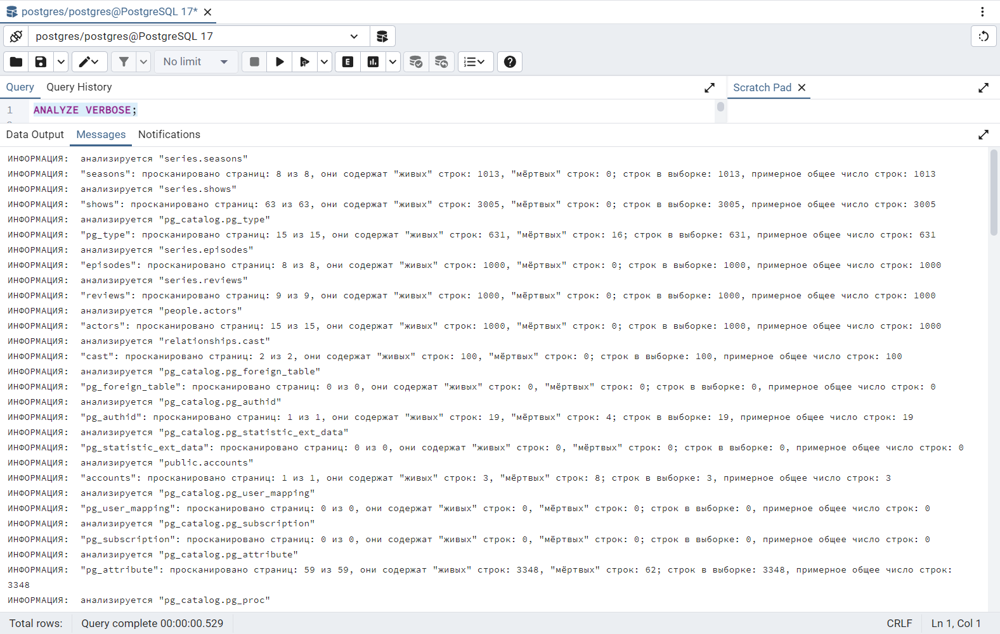 postgres/postgres@PostgreSQL 17*
postgres/postgres@PostgreSQL 17
No limit
E
Query Query History
Scratch Pad
1 ANALYZE VERBOSE;
Data Output Messages Notifications
ИНФОРМАЦИЯ: анализируется "series.seasons"
ИНФОРМАЦИЯ: "seasons": просканировано страниц: 8 из 8, они содержат "живых" строк: 1013, "мёртвых" строк: 0; строк в выборке: 1013, примерное общее число строк: 1013
ИНФОРМАЦИЯ: анализируется "series.shows"
ИНФОРМАЦИЯ: "shows": просканировано страниц: 63 из 63, они содержат "живых" строк: 3005, "мёртвых" строк: 0; строк в выборке: 3005, примерное общее число строк: 3005
ИНФОРМАЦИЯ: анализируется "pg_catalog.pg_type"
ИНФОРМАЦИЯ: "pg_type": просканировано страниц: 15 из 15, они содержат "живых" строк: 631, "мёртвых" строк: 16; строк в выборке: 631, примерное общее число строк: 631
ИНФОРМАЦИЯ: анализируется "series.episodes"
ИНФОРМАЦИЯ: "episodes": просканировано страниц: 8 из 8, они содержат "живых" строк: 1000, "мёртвых" строк: 0; строк в выборке: 1000, примерное общее число строк: 1000
ИНФОРМАЦИЯ: анализируется "series.reviews"
ИНФОРМАЦИЯ: "reviews": просканировано страниц: 9 из 9, они содержат "живых" строк: 1000, "мёртвых" строк: 0; строк в выборке: 1000, примерное общее число строк: 1000
ИНФОРМАЦИЯ: анализируется "people.actors"
ИНФОРМАЦИЯ: "actors": просканировано страниц: 15 из 15, они содержат "живых" строк: 1000, "мёртвых" строк: 0; строк в выборке: 1000, примерное общее число строк: 1000
ИНФОРМАЦИЯ: анализируется "relationships.cast"
ИНФОРМАЦИЯ: "cast": просканировано страниц: 2 из 2, они содержат "живых" строк: 100, "мёртвых" строк: 0; строк в выборке: 100, примерное общее число строк: 100
ИНФОРМАЦИЯ: анализируется "pg_catalog.pg_foreign_table"
ИНФОРМАЦИЯ: "pg_foreign_table": просканировано страниц: 0 из 0, они содержат "живых" строк: 0, "мёртвых" строк: 0; строк в выборке: 0, примерное общее число строк: 0
ИНФОРМАЦИЯ: анализируется "pg_catalog.pg_authid"
ИНФОРМАЦИЯ: "pg_authid": просканировано страниц: 1 из 1, они содержат "живых" строк: 19, "мёртвых" строк: 4; строк в выборке: 19, примерное общее число строк: 19
ИНФОРМАЦИЯ: анализируется "pg_catalog.pg_statistic_ext_data"
ИНФОРМАЦИЯ: "pg_statistic_ext_data": просканировано страниц: 0 из 0, они содержат "живых" строк: 0, "мёртвых" строк: 0; строк в выборке: 0, примерное общее число строк: 0
ИНФОРМАЦИЯ: анализируется "public.accounts"
ИНФОРМАЦИЯ: "accounts": просканировано страниц: 1 из 1, они содержат "живых" строк: 3, "мёртвых" строк: 8; строк в выборке: 3, примерное общее число строк: 3
ИНФОРМАЦИЯ: анализируется "pg_catalog.pg_user_mapping"
ИНФОРМАЦИЯ: "pg_user_mapping": просканировано страниц: 0 из 0, они содержат "живых" строк: 0, "мёртвых" строк: 0; строк в выборке: 0, примерное общее число строк: 0
ИНФОРМАЦИЯ: анализируется "pg_catalog.pg_subscription"
ИНФОРМАЦИЯ: "pg_subscription": просканировано страниц: 0 из 0, они содержат "живых" строк: 0, "мёртвых" строк: 0; строк в выборке: 0, примерное общее число строк: 0
ИНФОРМАЦИЯ: анализируется "pg_catalog.pg_attribute"
ИНФОРМАЦИЯ: "pg_attribute": просканировано страниц: 59 из 59, они содержат "живых" строк: 3348, "мёртвых" строк: 62; строк в выборке: 3348, примерное общее число строк:
3348
ИНФОРМАЦИЯ: анализируется "pg_catalog.pg_proc"
Total rows: Query complete 00:00:00.529 CRLF Ln 1, Col 1